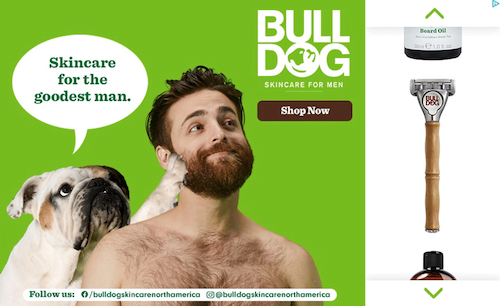 Skincare
for the
goodest man.
BULL
DOG
SKINCARE FOR MEN
Shop Now
Follow us: /bulldogskincarenorthamerica @bulldogskincarenorthamerica
Beard Oil
BULL
DOG